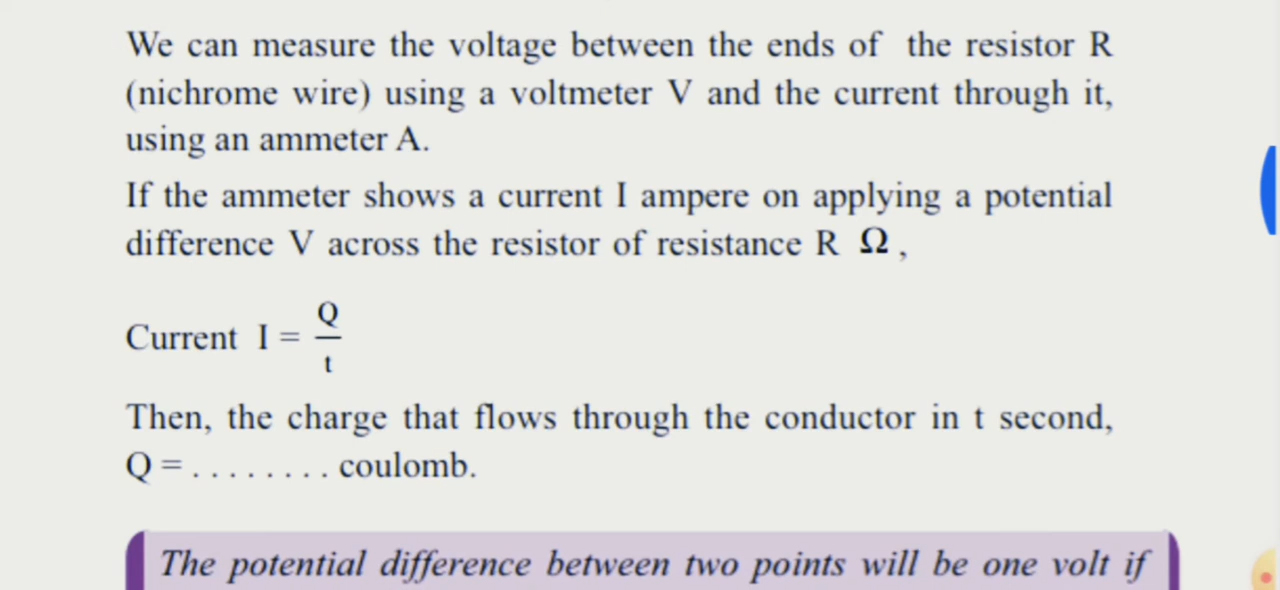 We can measure the voltage between the ends of the resistor R
(nichrome wire) using a voltmeter V and the current through it,
using an ammeter A.
If the ammeter shows a current I ampere on applying a potential
difference V across the resistor of resistance R Ω ,
Current I = Q/t
Then, the charge that flows through the conductor in t second,
Q = . . . . . . . . coulomb.
The potential difference between two points will be one volt if